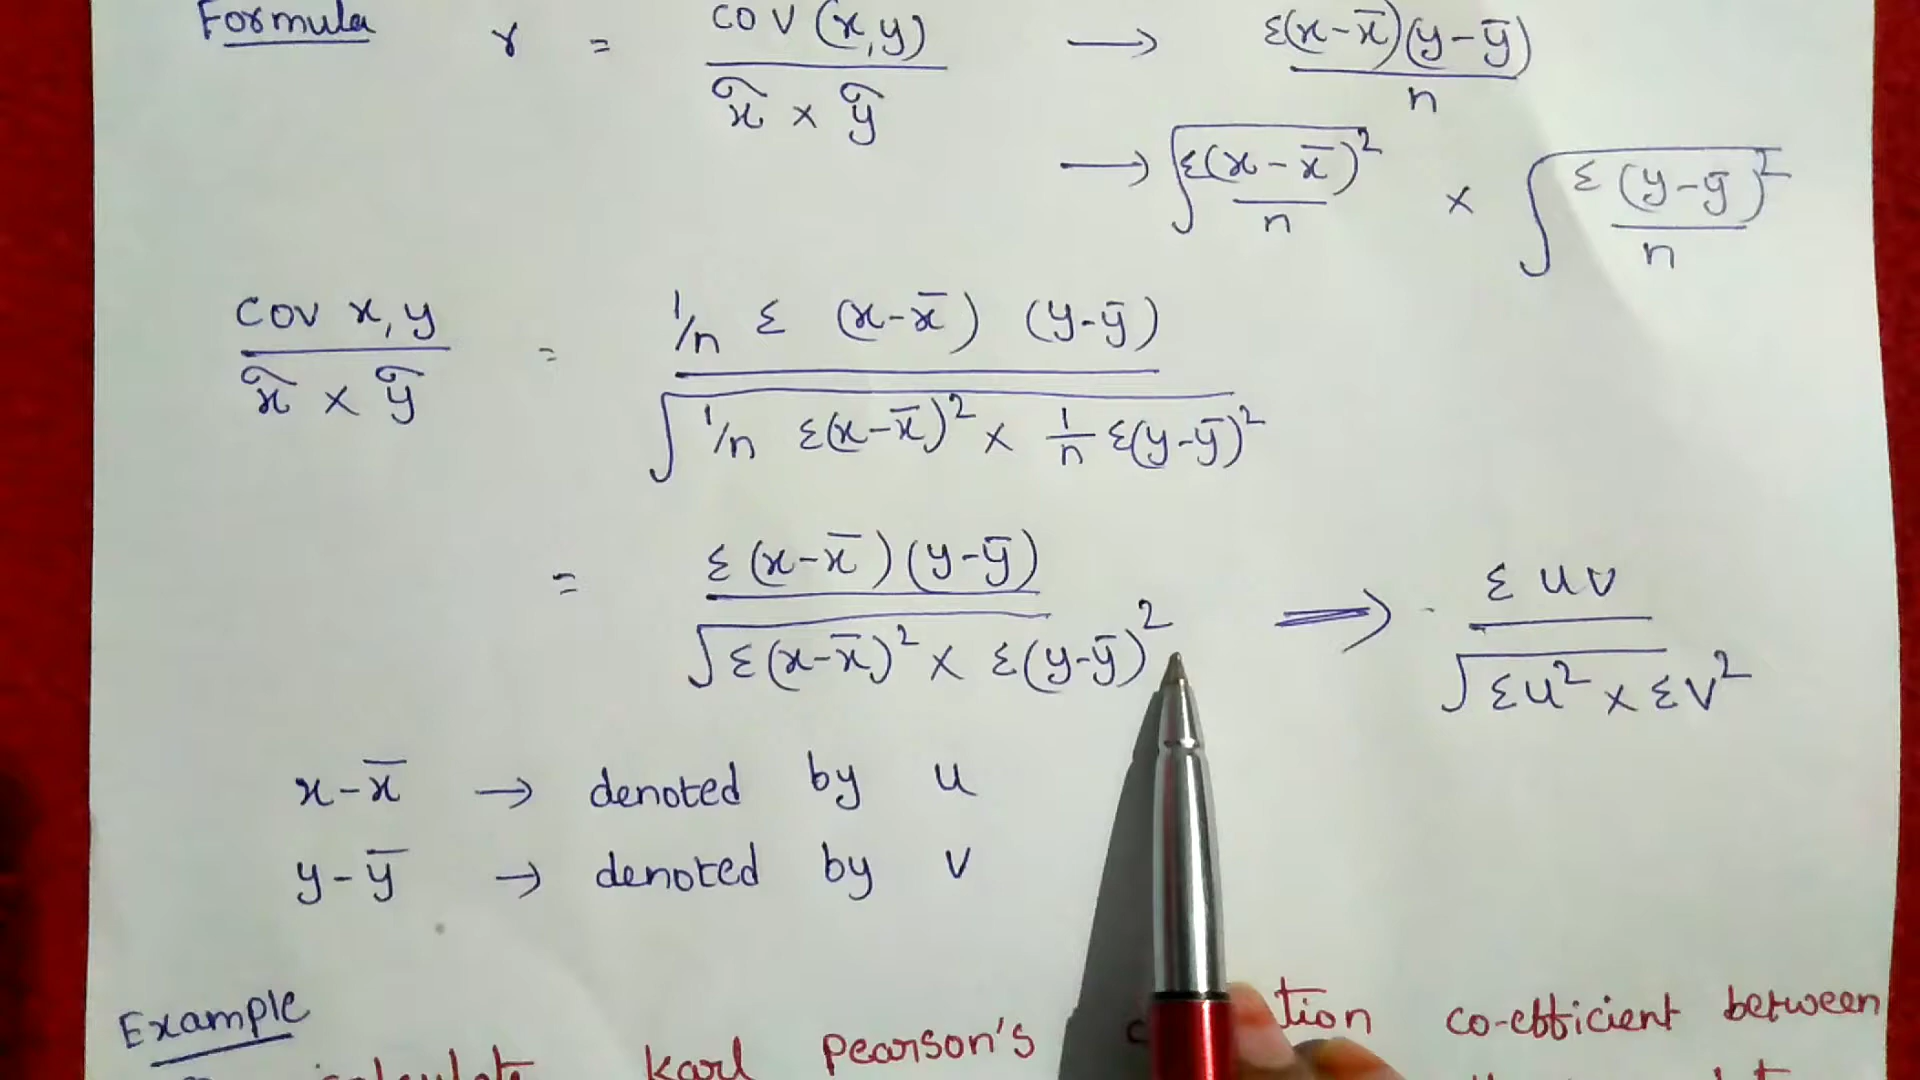 Formula r = cov (x,y) / σx × σy → Σ(x-x̄)(y-ȳ) / n
→ √Σ(x-x̄)²/n × √Σ(y-ȳ)²/n
cov x,y / σx × σy = 1/n Σ (x-x̄) (y-ȳ) / √1/n Σ(x-x̄)² × 1/n Σ(y-ȳ)²
= Σ(x-x̄)(y-ȳ) / √Σ(x-x̄)² × Σ(y-ȳ)² ⇒ Σ uv / √Σu² × Σv²
x-x̄ → denoted by u
y-ȳ → denoted by v
Example
Karl pearson's co-efficient between